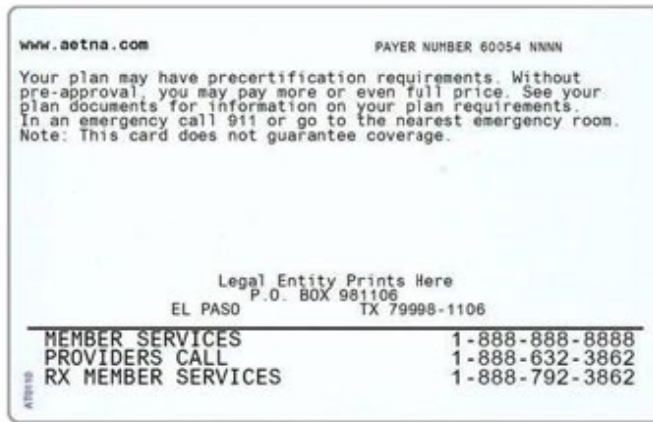 www.aetna.com PAYER NUMBER 60054 NNNN
Your plan may have precertification requirements. Without
pre-approval, you may pay more or even full price. See your
plan documents for information on your plan requirements.
In an emergency call 911 or go to the nearest emergency room.
Note: This card does not guarantee coverage.
Legal Entity Prints Here
P.O. BOX 981106
EL PASO TX 79998-1106
MEMBER SERVICES 1-888-888-8888
PROVIDERS CALL 1-888-632-3862
RX MEMBER SERVICES 1-888-792-3862
AT0110